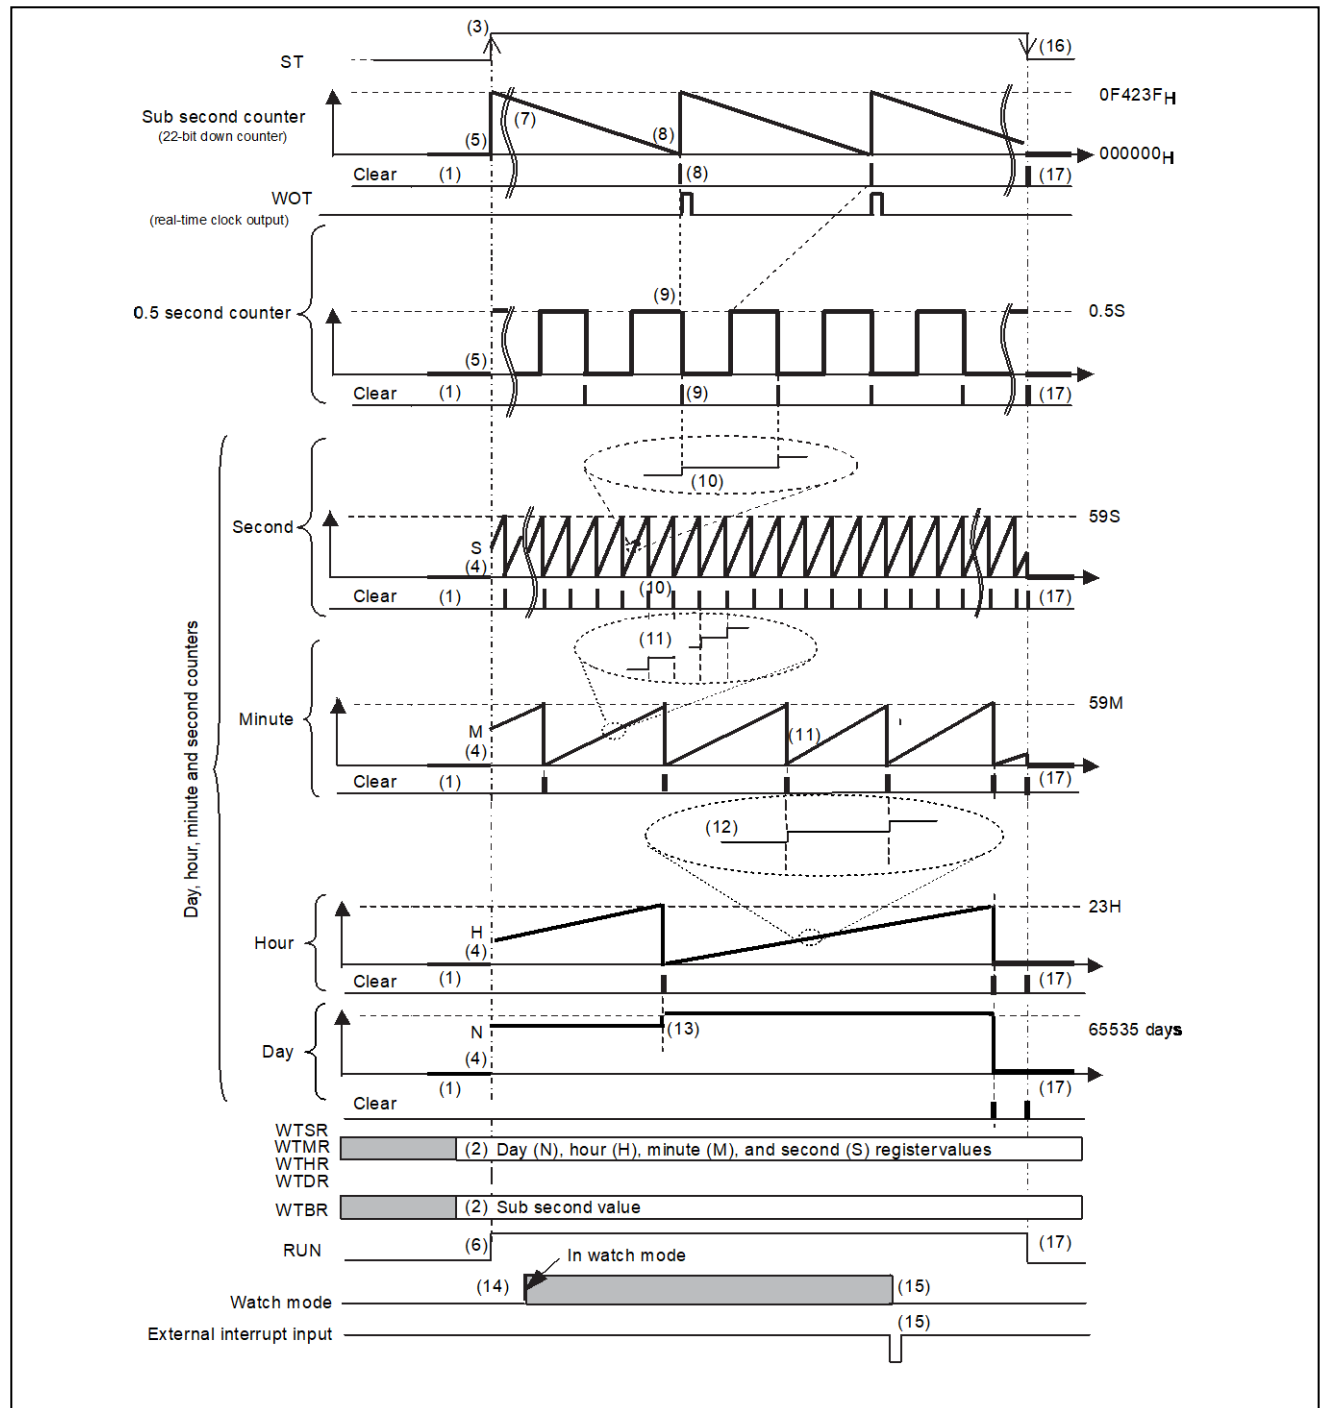 (3)
ST
(16)
Sub second counter
(22-bit down counter)
(7)
(5)
(8)
0F423FH
000000H
Clear
(1)
(8)
(17)
WOT
(real-time clock output)
0.5 second counter
(9)
0.5S
(5)
Clear
(1)
(9)
(17)
(10)
Day, hour, minute and second counters
Second
59S
S
(4)
Clear
(1)
(10)
(17)
(11)
Minute
59M
M
(4)
(11)
Clear
(1)
(17)
(12)
Hour
23H
H
(4)
Clear
(1)
(17)
Day
N
(13)
65535 days
(4)
(1)
(17)
Clear
WTSR
WTMR
WTHR
WTDR
(2) Day (N), hour (H), minute (M), and second (S) registervalues
WTBR
(2) Sub second value
RUN
(6)
(17)
In watch mode
Watch mode
(14)
(15)
External interrupt input
(15)